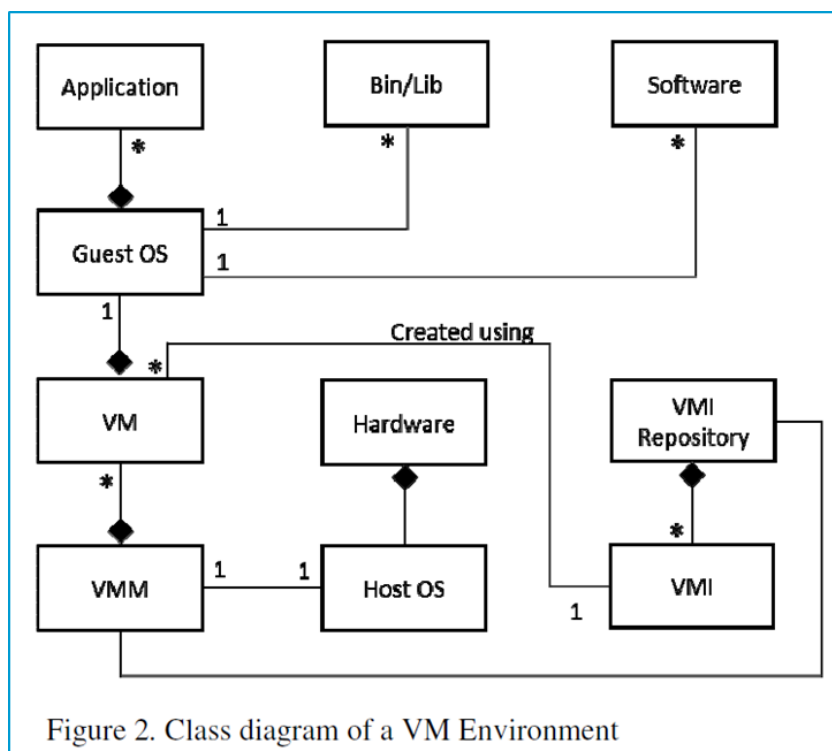 Application
Bin/Lib
Software
*
*
*
1
Guest OS
1
1
Created using
*
VM
Hardware
VMI
Repository
*
*
1
1
VMM
Host OS
VMI
1
Figure 2. Class diagram of a VM Environment